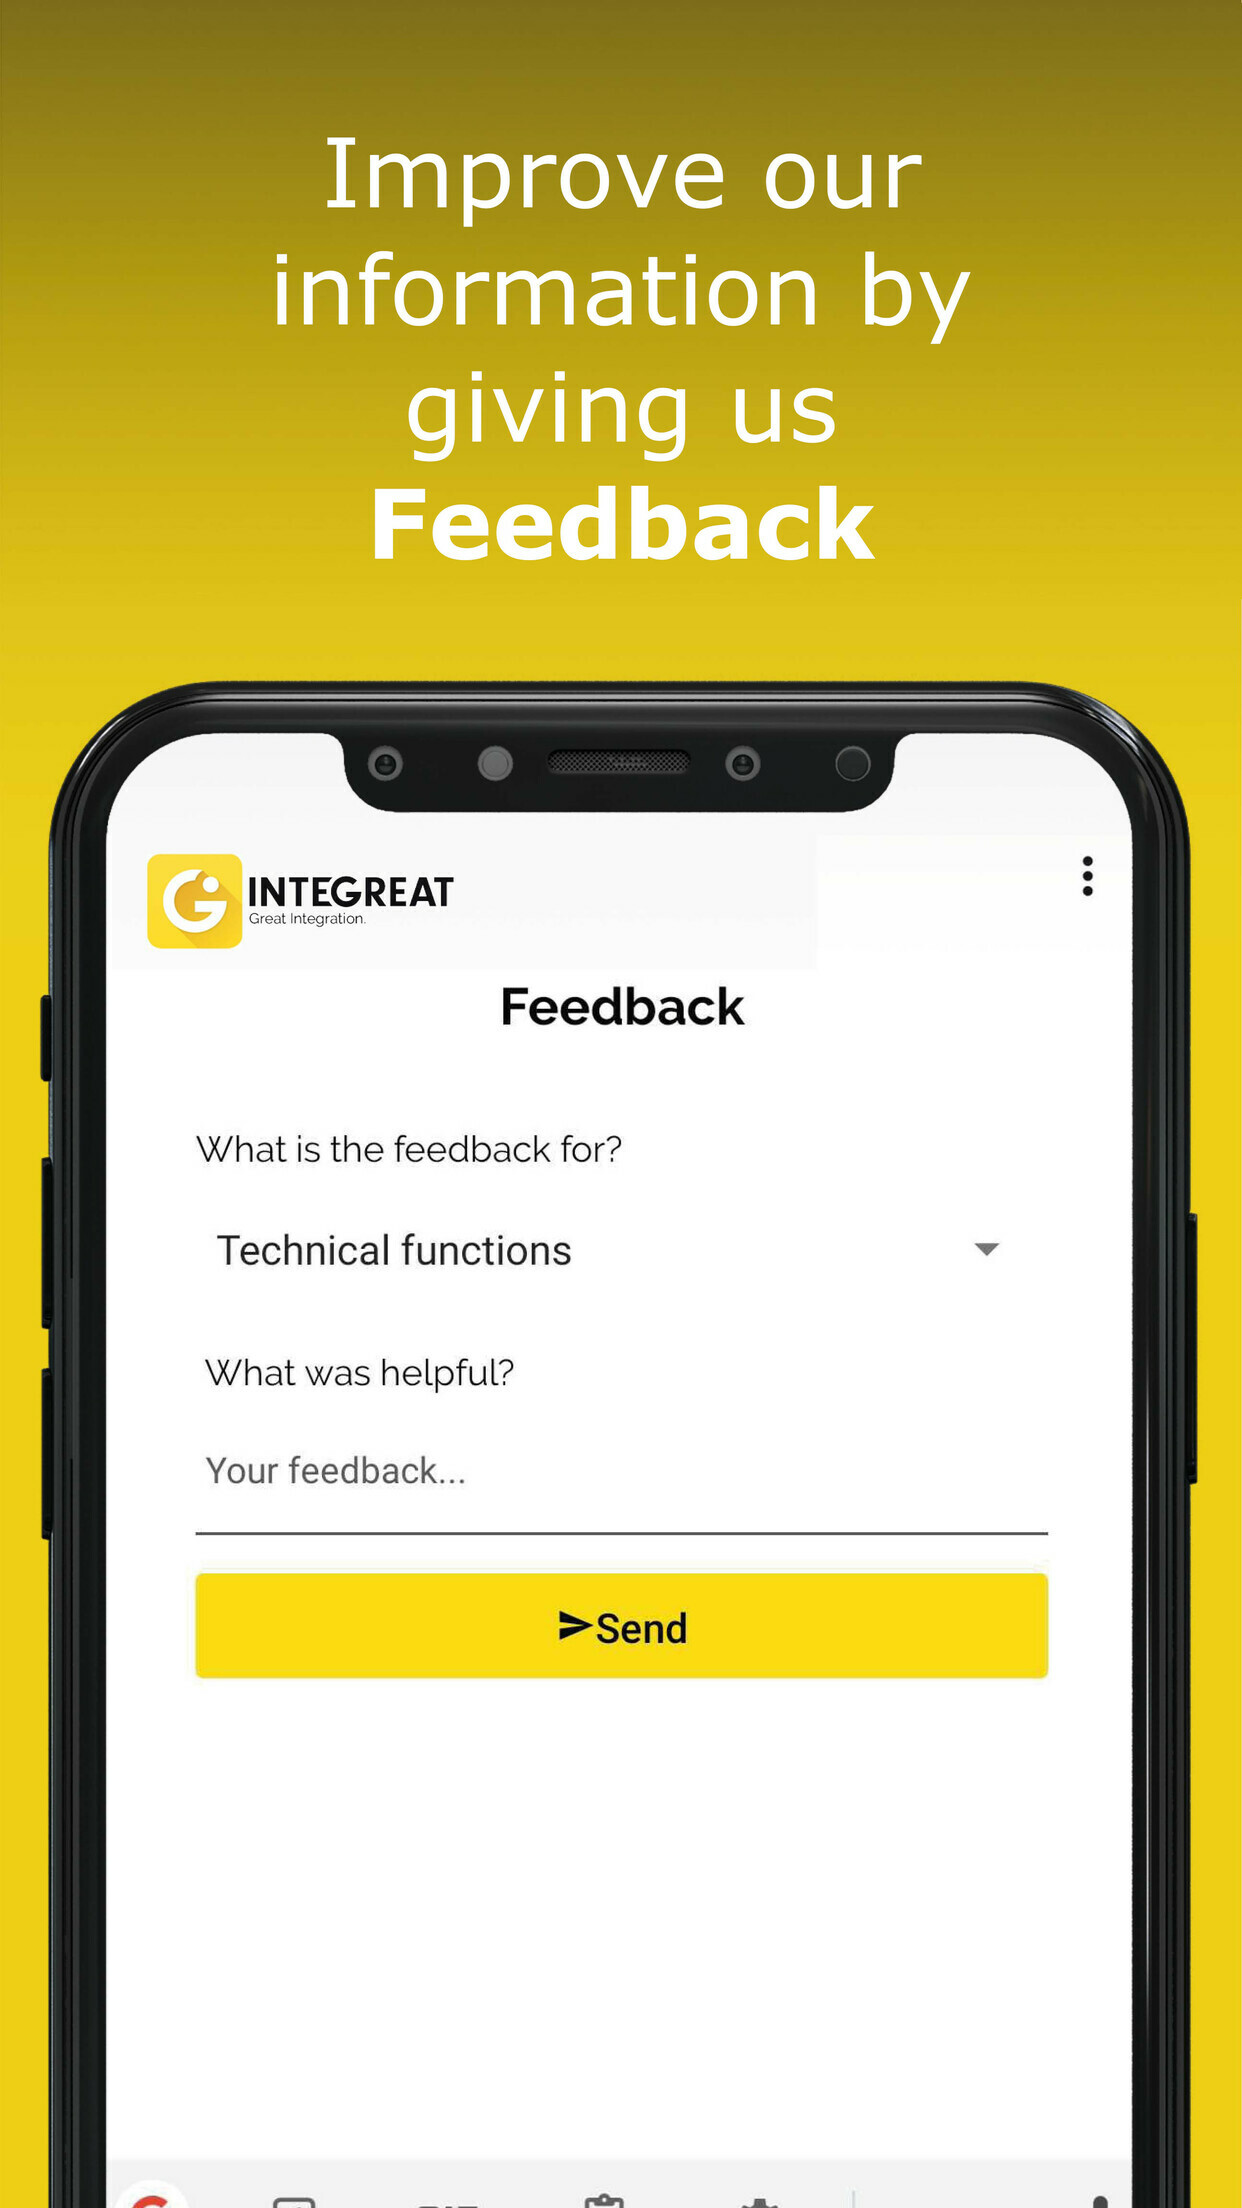 Improve our
information by
giving us
Feedback
INTEGREAT
Great Integration.
Feedback
What is the feedback for?
Technical functions
What was helpful?
Your feedback...
Send